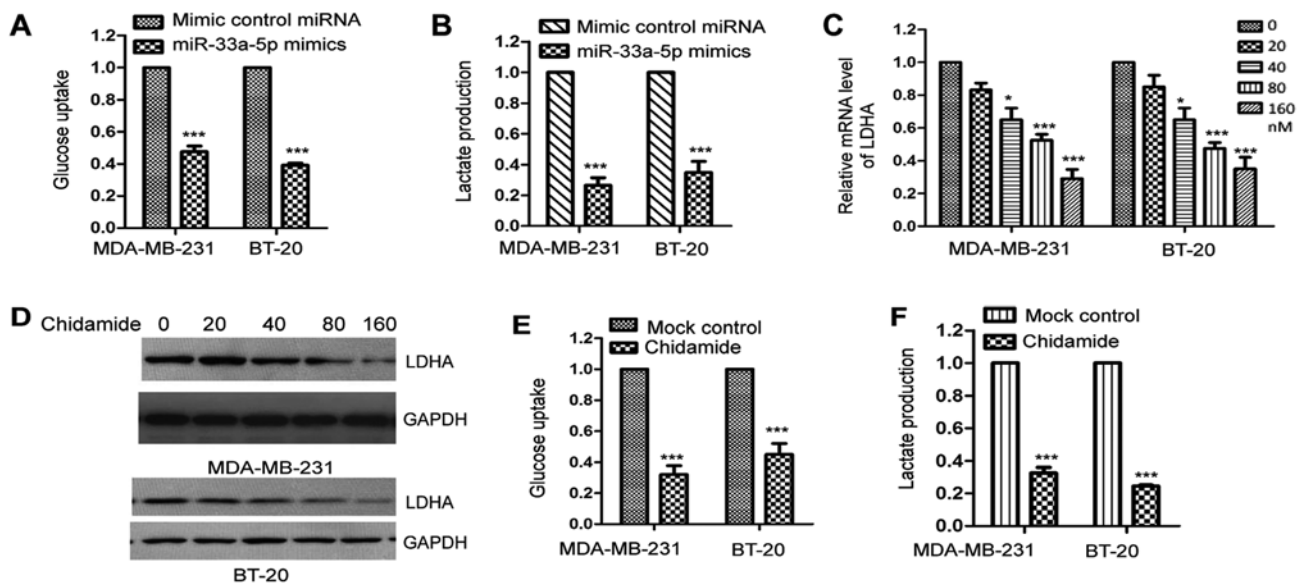 A
Mimic control miRNA
miR-33a-5p mimics
Glucose uptake
1.2
1.0
0.8
0.6
0.4
0.2
0.0
***
***
MDA-MB-231
BT-20
B
Mimic control miRNA
miR-33a-5p mimics
Lactate production
1.2
1.0
0.8
0.6
0.4
0.2
0.0
***
***
MDA-MB-231
BT-20
C
0
20
40
80
160
nM
Relative mRNA level
of LDHA
1.2
1.0
0.8
0.6
0.4
0.2
0.0
*
***
***
*
***
***
MDA-MB-231
BT-20
D
Chidamide 0 20 40 80 160
LDHA
GAPDH
MDA-MB-231
LDHA
GAPDH
BT-20
E
Mock control
Chidamide
Glucose uptake
1.2
1.0
0.8
0.6
0.4
0.2
0.0
***
***
MDA-MB-231
BT-20
F
Mock control
Chidamide
Lactate production
1.2
1.0
0.8
0.6
0.4
0.2
0.0
***
***
MDA-MB-231
BT-20